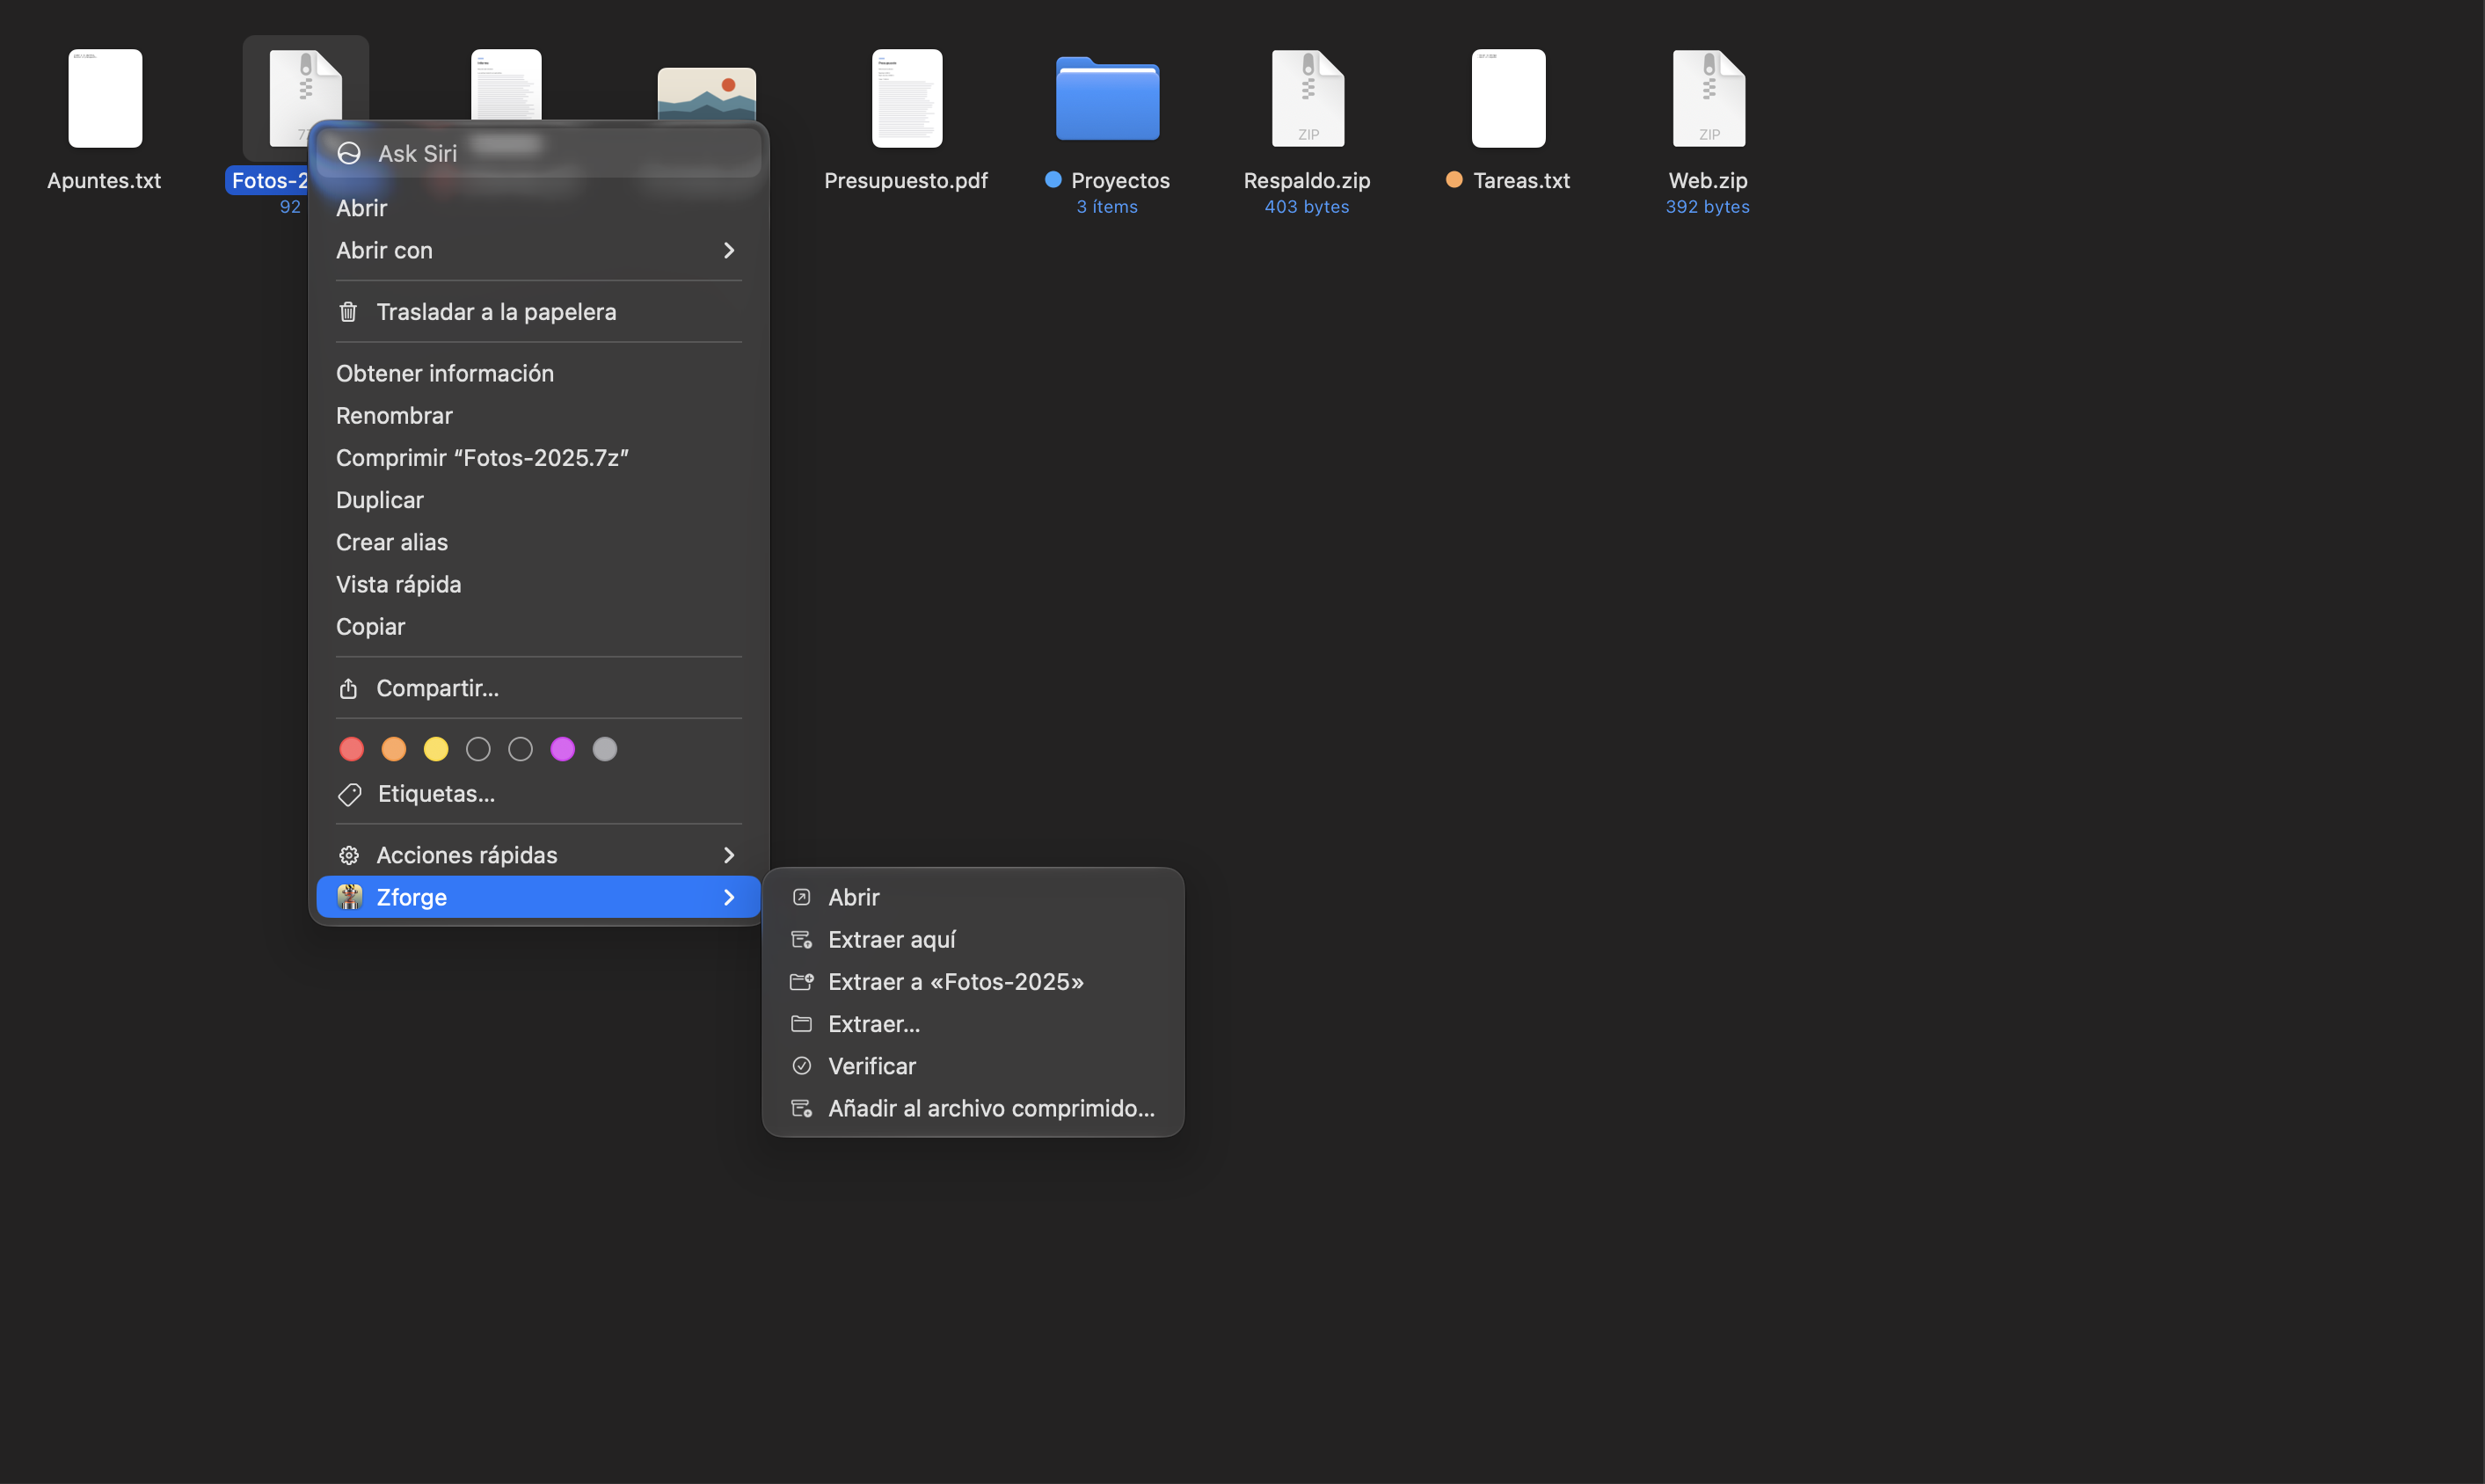 Apuntes.txt
Presupuesto.pdf
Proyectos
3 ítems
ZIP
Respaldo.zip
403 bytes
Tareas.txt
ZIP
Web.zip
392 bytes
92
Ask Siri
Abrir
Abrir con
Trasladar a la papelera
Obtener información
Renombrar
Comprimir “Fotos-2025.7z”
Duplicar
Crear alias
Vista rápida
Copiar
Compartir...
Etiquetas...
Acciones rápidas
Zforge
Abrir
Extraer aquí
Extraer a «Fotos-2025»
Extraer...
Verificar
Añadir al archivo comprimido...